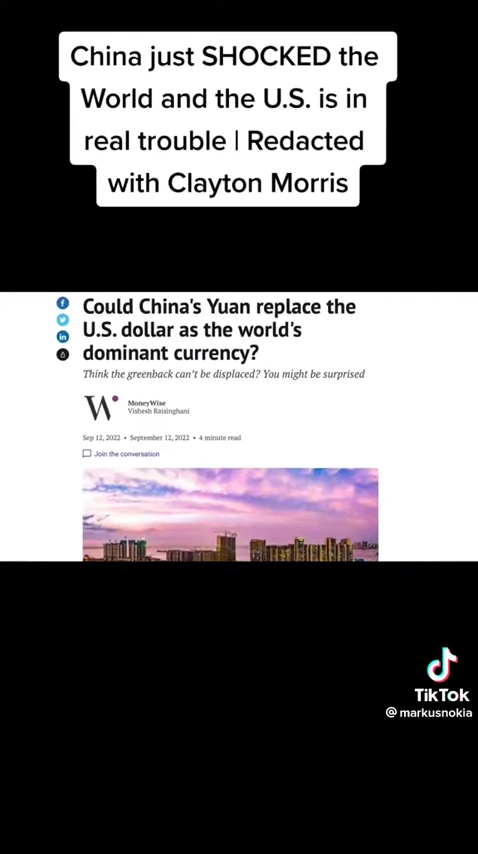 China just SHOCKED the
World and the U.S. is in
real trouble | Redacted
with Clayton Morris
Could China's Yuan replace the
U.S. dollar as the world's
dominant currency?
Think the greenback can't be displaced? You might be surprised
W
MoneyWise
Vishesh Raisinghani
Sep 12, 2022 • September 12, 2022 • 4 minute read
Join the conversation
TikTok
@markusnokia